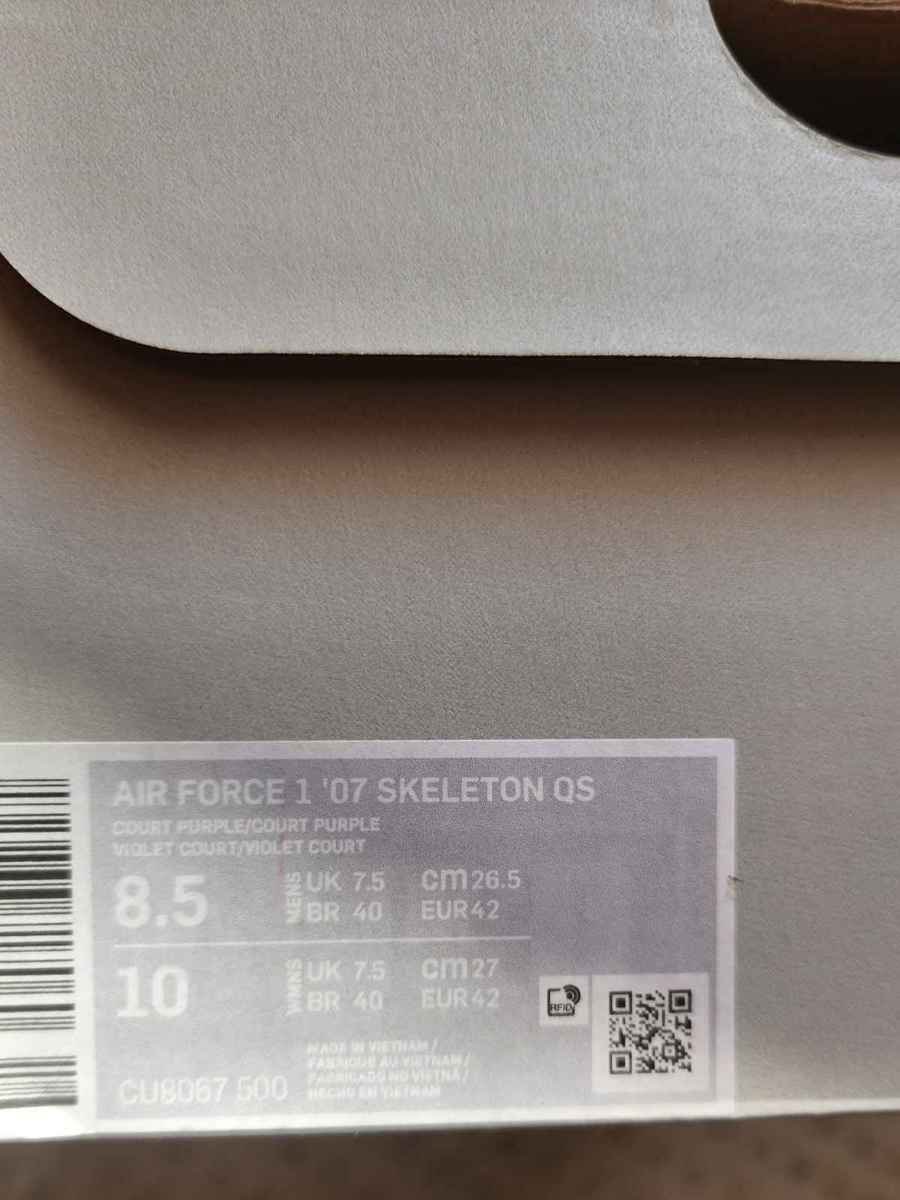 AIR FORCE 1 '07 SKELETON QS
COURT PURPLE/COURT PURPLE
VIOLET COURT/VIOLET COURT
8.5 MENS UK 7.5 cm 26.5
BR 40 EUR 42
10 WMNS UK 7.5 cm 27
BR 40 EUR 42
RFID
MADE IN VIETNAM /
FABRIQUE AU VIETNAM /
FABRICADO NO VIETNÃ /
HECHO EN VIETNAM
CU8067 500